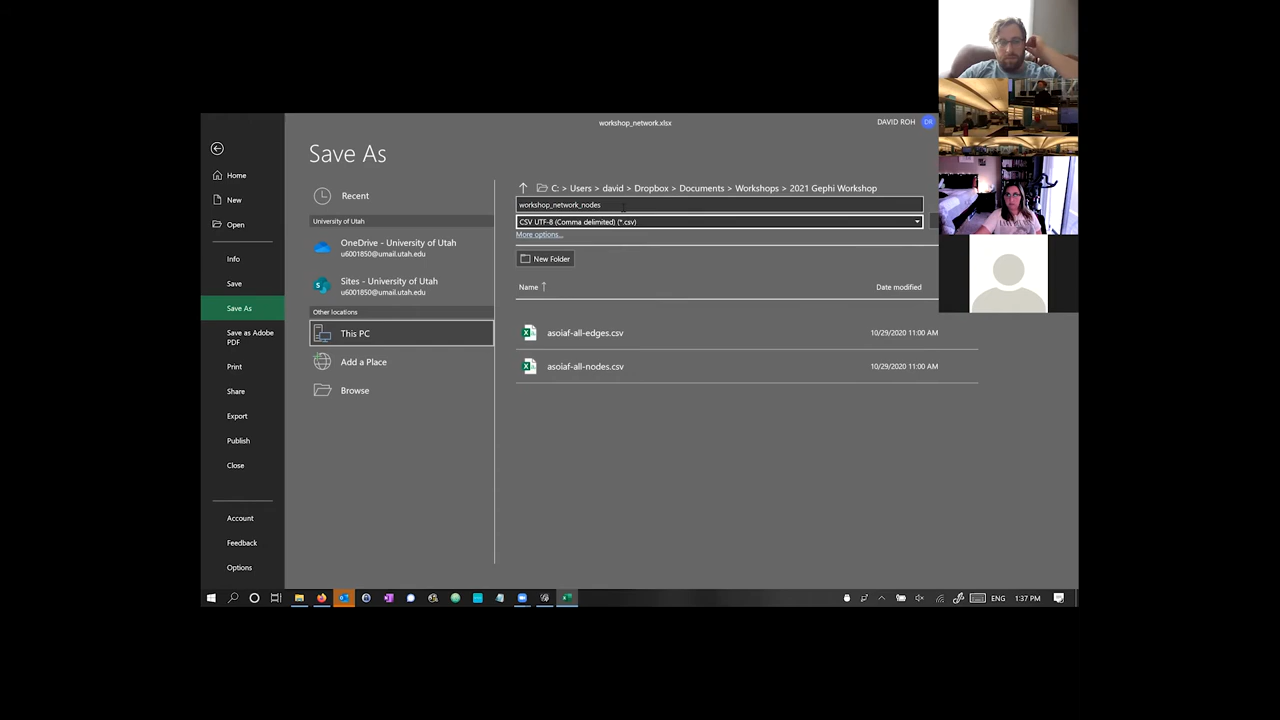 workshop_network.xlsx
DAVID ROH
DR
Save As
Home
New
Open
Info
Save
Save As
Save as Adobe
PDF
Print
Share
Export
Publish
Close
Account
Feedback
Options
Recent
University of Utah
OneDrive - University of Utah
u6001850@umail.utah.edu
Sites - University of Utah
u6001850@umail.utah.edu
Other locations
This PC
Add a Place
Browse
C: > Users > david > Dropbox > Documents > Workshops > 2021 Gephi Workshop
workshop_network_nodes
CSV UTF-8 (Comma delimited) (*.csv)
More options...
New Folder
Name ↑ Date modified
asoiaf-all-edges.csv 10/29/2020 11:00 AM
asoiaf-all-nodes.csv 10/29/2020 11:00 AM
ENG 1:37 PM